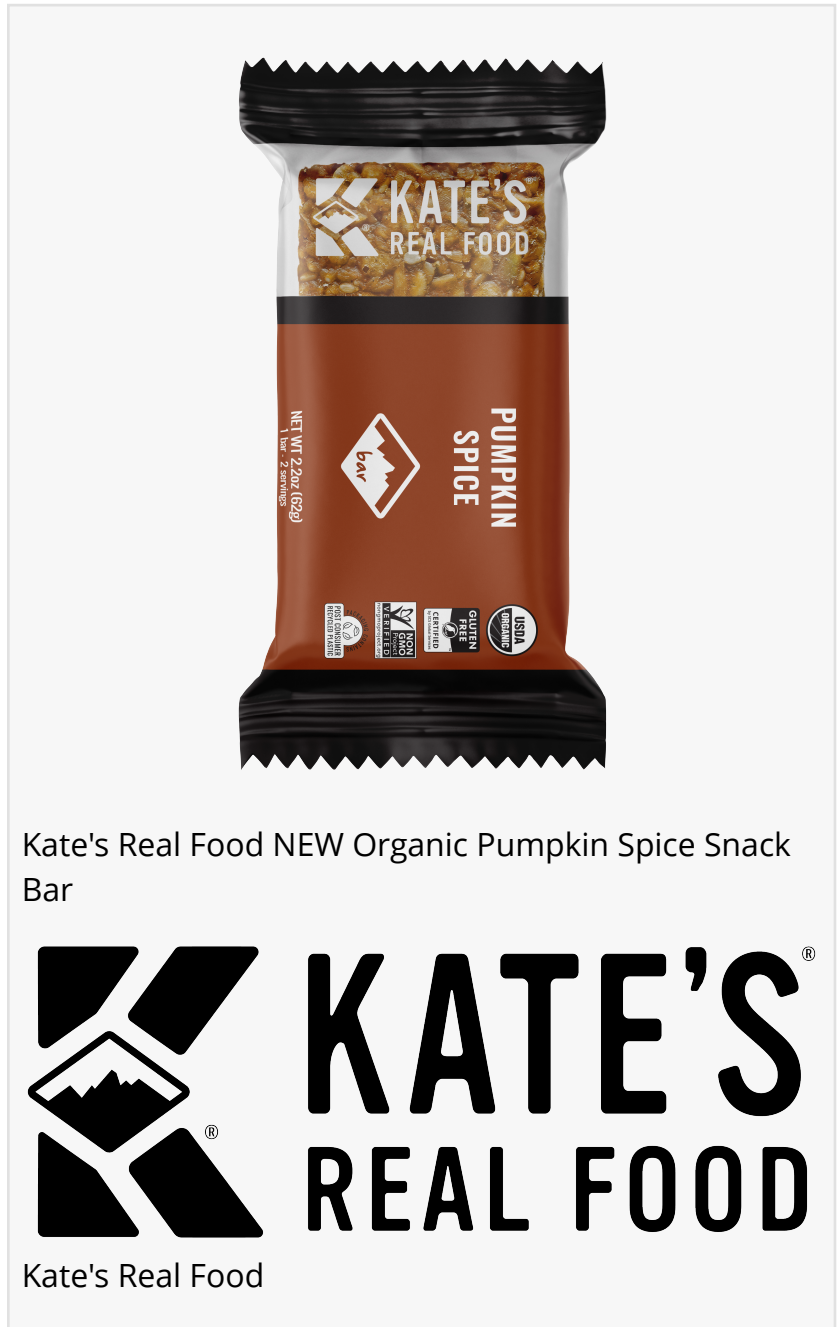 KATE'S®
REAL FOOD
PUMPKIN
SPICE
bar
NET WT 2.2oz (62g)
1 bar - 2 servings
USDA
ORGANIC
GLUTEN
FREE
CERTIFIED
NON
GMO
Project
VERIFIED
nongmoproject.org
POST CONSUMER
RECYCLED PLASTIC
Kate's Real Food NEW Organic Pumpkin Spice Snack
Bar
KATE'S®
REAL FOOD
®
Kate's Real Food